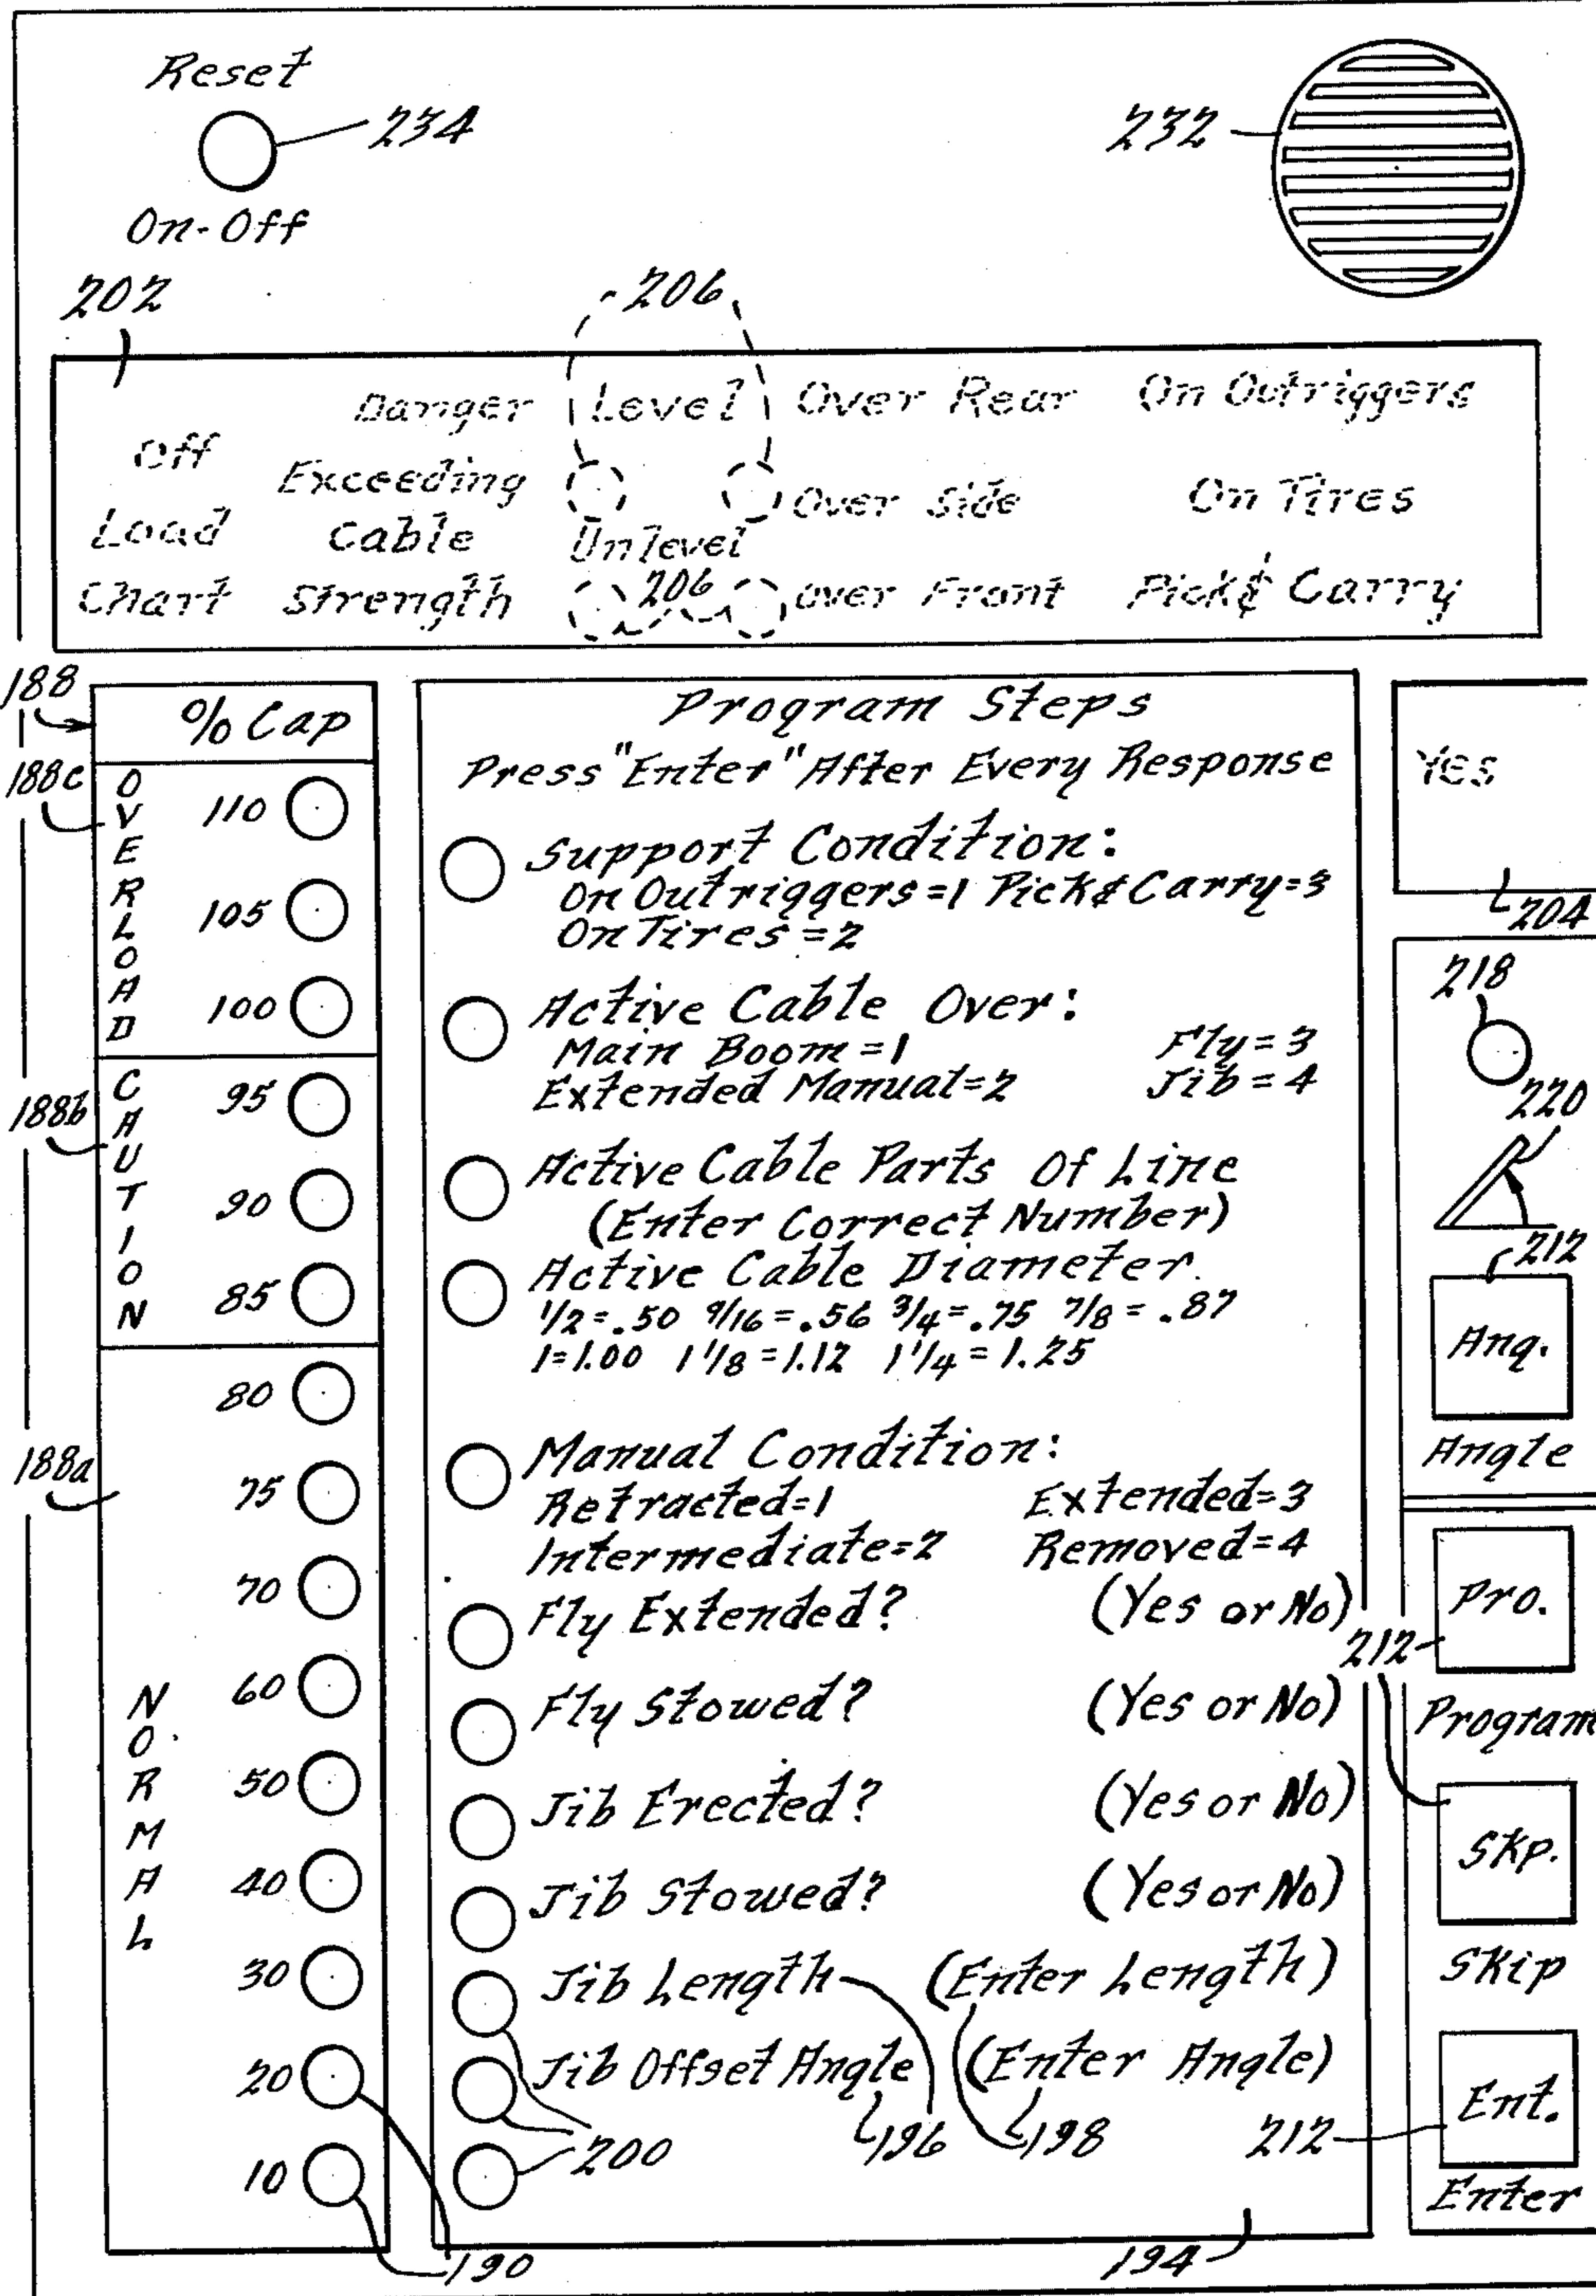 Reset
234
On-Off
232
202
206
Danger Level Over Rear On Outriggers
Off Exceeding Over Side On Tires
Load Cable Unlevel
Chart Strength 206 Over Front Pick & Carry
188
% Cap
188c
OVERLOAD
110
105
100
188b
CAUTION
95
90
85
188a
NORMAL
80
75
70
60
50
40
30
20
10
190
Program Steps
Press "Enter" After Every Response
Support Condition:
On Outriggers=1 Pick & Carry=3
On Tires=2
Active Cable Over:
Main Boom=1 Fly=3
Extended Manual=2 Jib=4
Active Cable Parts Of Line
(Enter Correct Number)
Active Cable Diameter.
1/2=.50 9/16=.56 3/4=.75 7/8=.87
1=1.00 1 1/8=1.12 1 1/4=1.25
Manual Condition:
Retracted=1 Extended=3
Intermediate=2 Removed=4
Fly Extended? (Yes or No)
Fly Stowed? (Yes or No)
Jib Erected? (Yes or No)
Jib Stowed? (Yes or No)
Jib Length (Enter Length)
Jib Offset Angle (Enter Angle)
200
196
198
194
Yes
204
218
220
212
Ang.
Angle
212
Pro.
Program
Skp.
Skip
212
Ent.
Enter